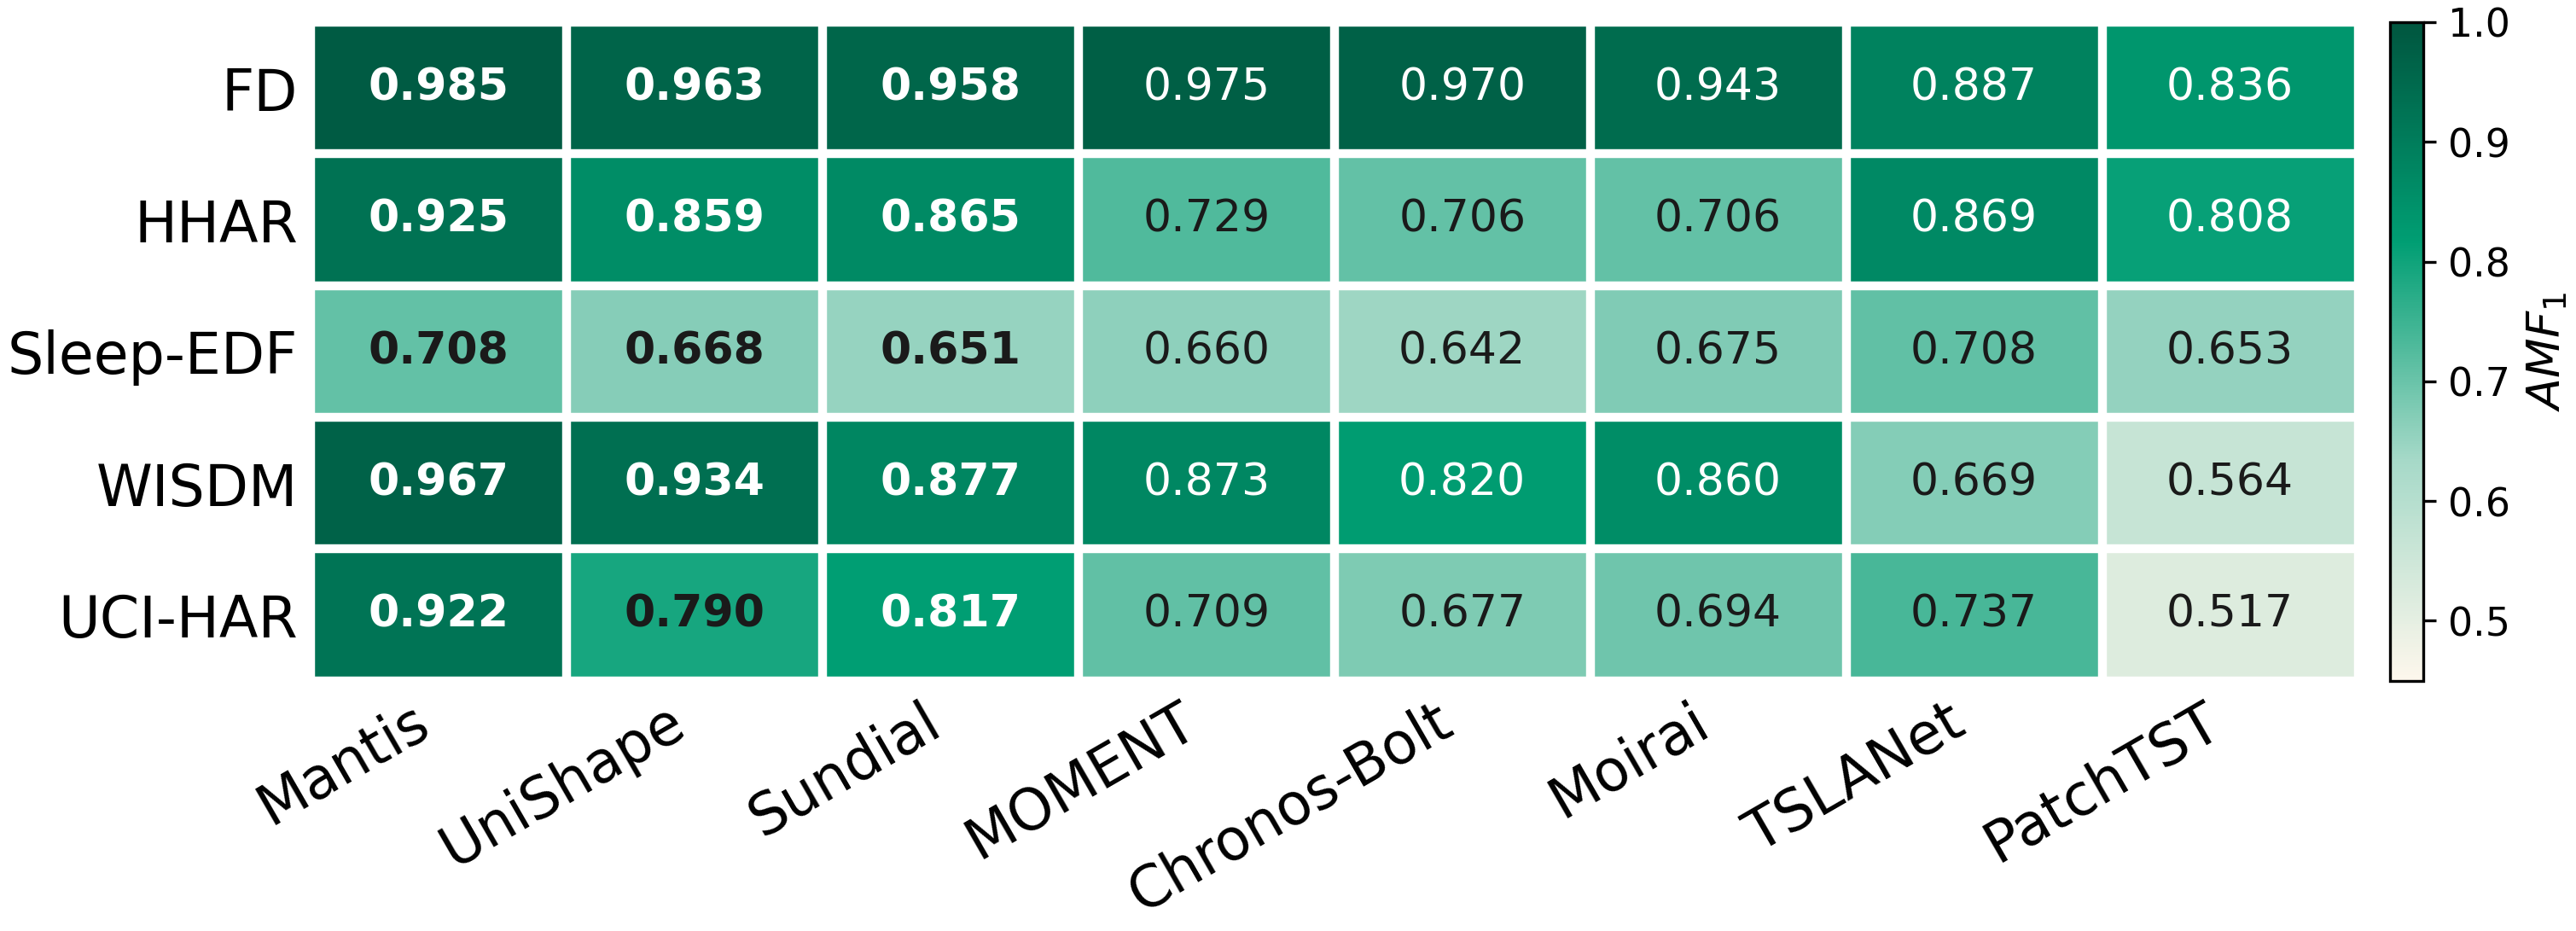 FD 0.985 0.963 0.958 0.975 0.970 0.943 0.887 0.836
HHAR 0.925 0.859 0.865 0.729 0.706 0.706 0.869 0.808
Sleep-EDF 0.708 0.668 0.651 0.660 0.642 0.675 0.708 0.653
WISDM 0.967 0.934 0.877 0.873 0.820 0.860 0.669 0.564
UCI-HAR 0.922 0.790 0.817 0.709 0.677 0.694 0.737 0.517
Mantis
UniShape
Sundial
MOMENT
Chronos-Bolt
Moirai
TSLANet
PatchTST
1.0
0.9
0.8
0.7
0.6
0.5
AMF₁